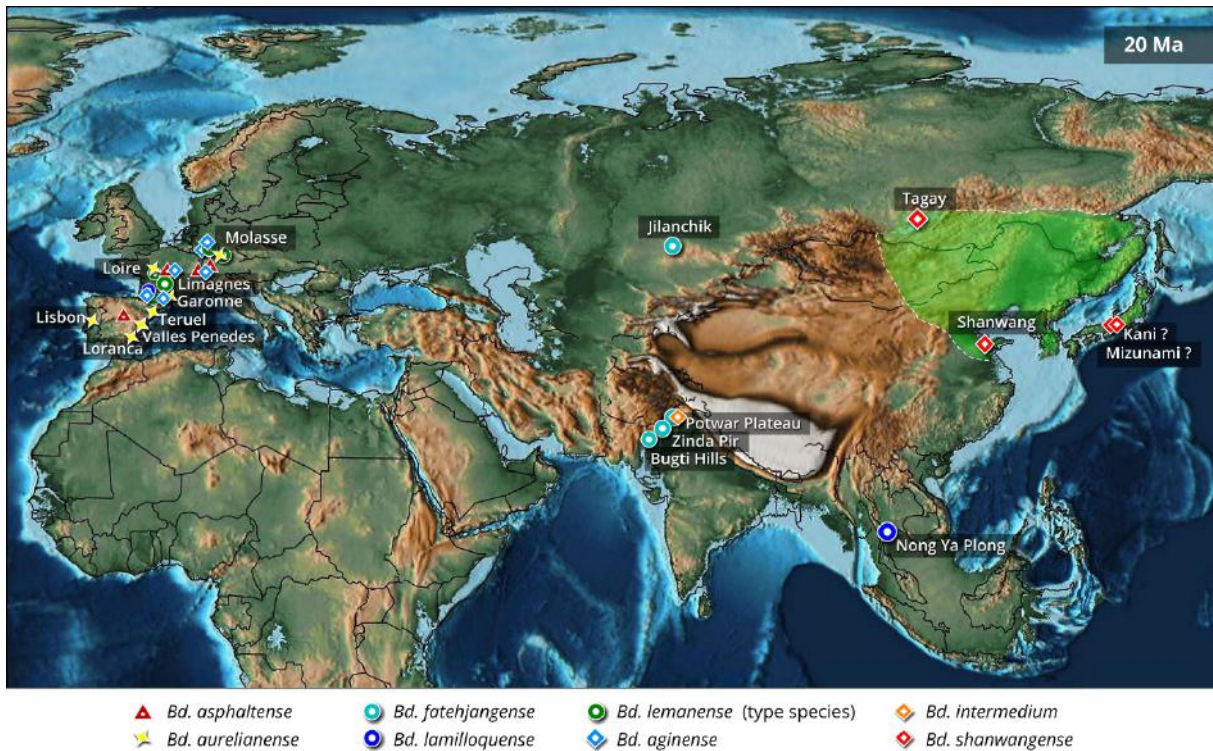 20 Ma
Tagay
Jilanchik
Molasse
Loire
Limagnes
Garonne
Lisbon
Teruel
Valles Penedes
Loranca
Shanwang
Kani ?
Mizunami ?
Potwar Plateau
Zinda Pir
Bugti Hills
Nong Ya Plong
Bd. asphaltense
Bd. fatehjangense
Bd. lemanense (type species)
Bd. intermedium
Bd. aurelianense
Bd. lamilloquense
Bd. aginense
Bd. shanwangense